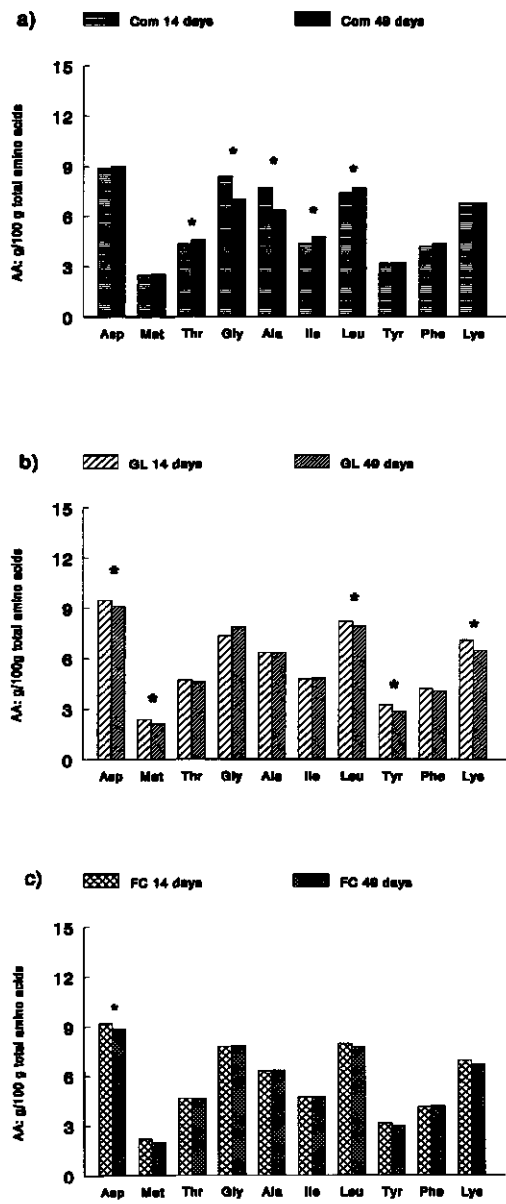 a)
Com 14 days Com 49 days
AA: g/100 g total amino acids
15
12
9
6
3
0
Asp Met Thr Gly Ala Ile Leu Tyr Phe Lys
* * * * * *
b)
GL 14 days GL 49 days
AA: g/100g total amino acids
15
12
9
6
3
0
Asp Met Thr Gly Ala Ile Leu Tyr Phe Lys
* * * * *
c)
FC 14 days FC 49 days
AA: g/100 g total amino acids
15
12
9
6
3
0
Asp Met Thr Gly Ala Ile Leu Tyr Phe Lys
*